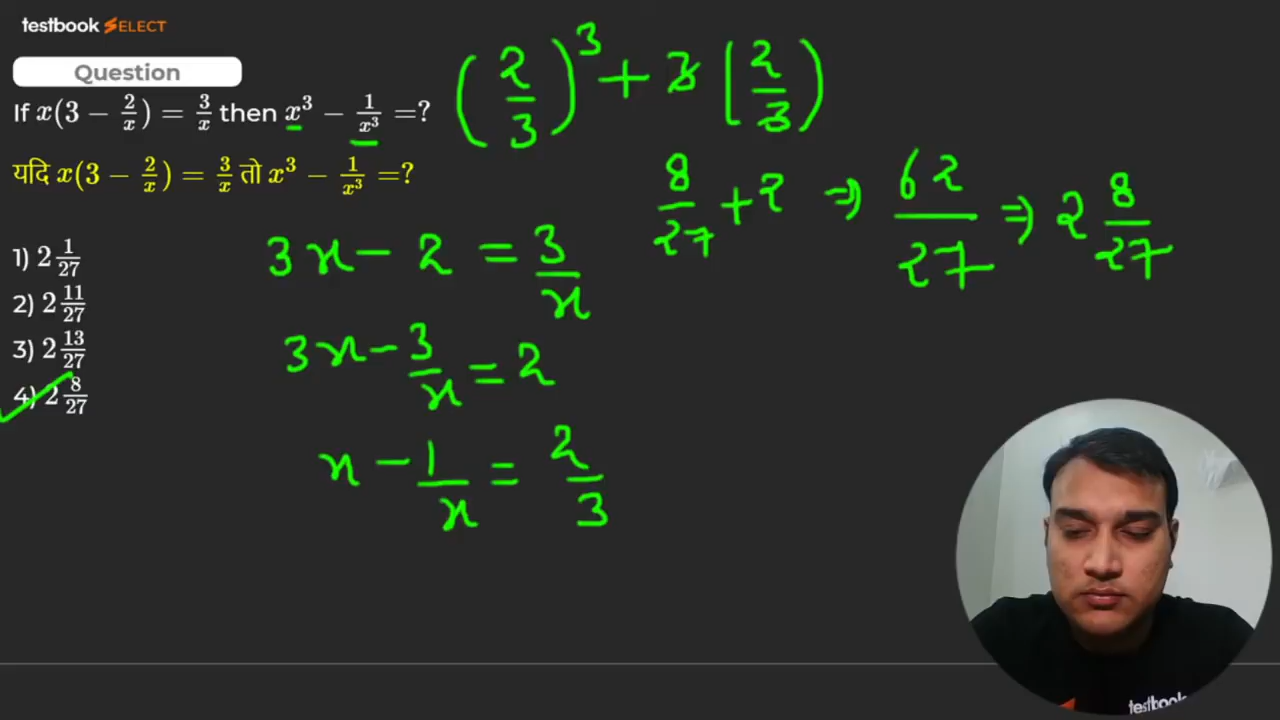 testbook SELECT
Question
If x(3 − 2/x) = 3/x then x³ − 1/x³ =?
यदि x(3 − 2/x) = 3/x तो x³ − 1/x³ =?
1) 2 1/27
2) 2 11/27
3) 2 13/27
4) 2 8/27
(2/3)³ + 3(2/3)
8/27 + 2 ⇒ 62/27 ⇒ 2 8/27
3x − 2 = 3/x
3x − 3/x = 2
x − 1/x = 2/3
testbook